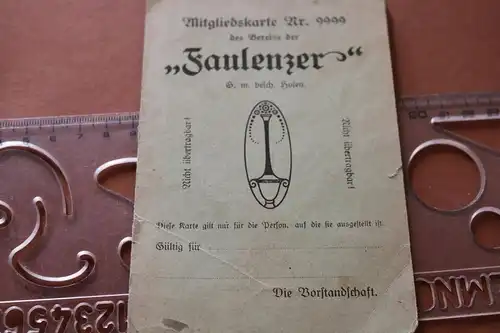 Mitgliedskarte Nr. 9999
des Vereins der
„Faulenzer“
G. m. besch. Hosen.
Nicht übertragbar!
Nicht übertragbar!
Diese Karte gilt nur für die Person, auf die sie ausgestellt ist.
Gültig für
Die Vorstandschaft.